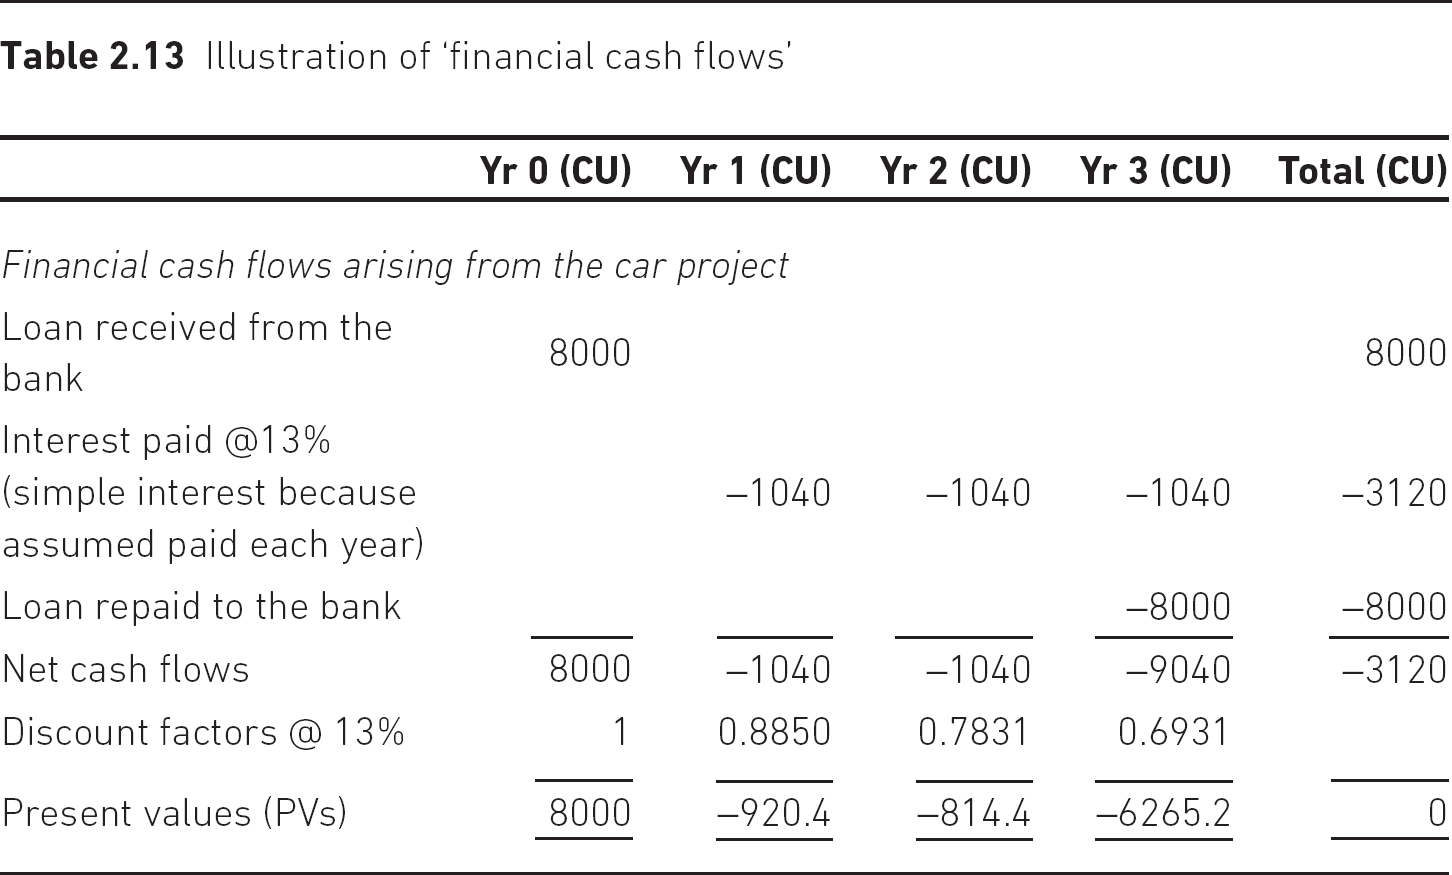 Table 2.13 Illustration of ‘financial cash flows’
Yr 0 (CU) Yr 1 (CU) Yr 2 (CU) Yr 3 (CU) Total (CU)
Financial cash flows arising from the car project
Loan received from the
bank 8000 8000
Interest paid @13%
(simple interest because –1040 –1040 –1040 –3120
assumed paid each year)
Loan repaid to the bank –8000 –8000
Net cash flows 8000 –1040 –1040 –9040 –3120
Discount factors @ 13% 1 0.8850 0.7831 0.6931
Present values (PVs) 8000 –920.4 –814.4 –6265.2 0